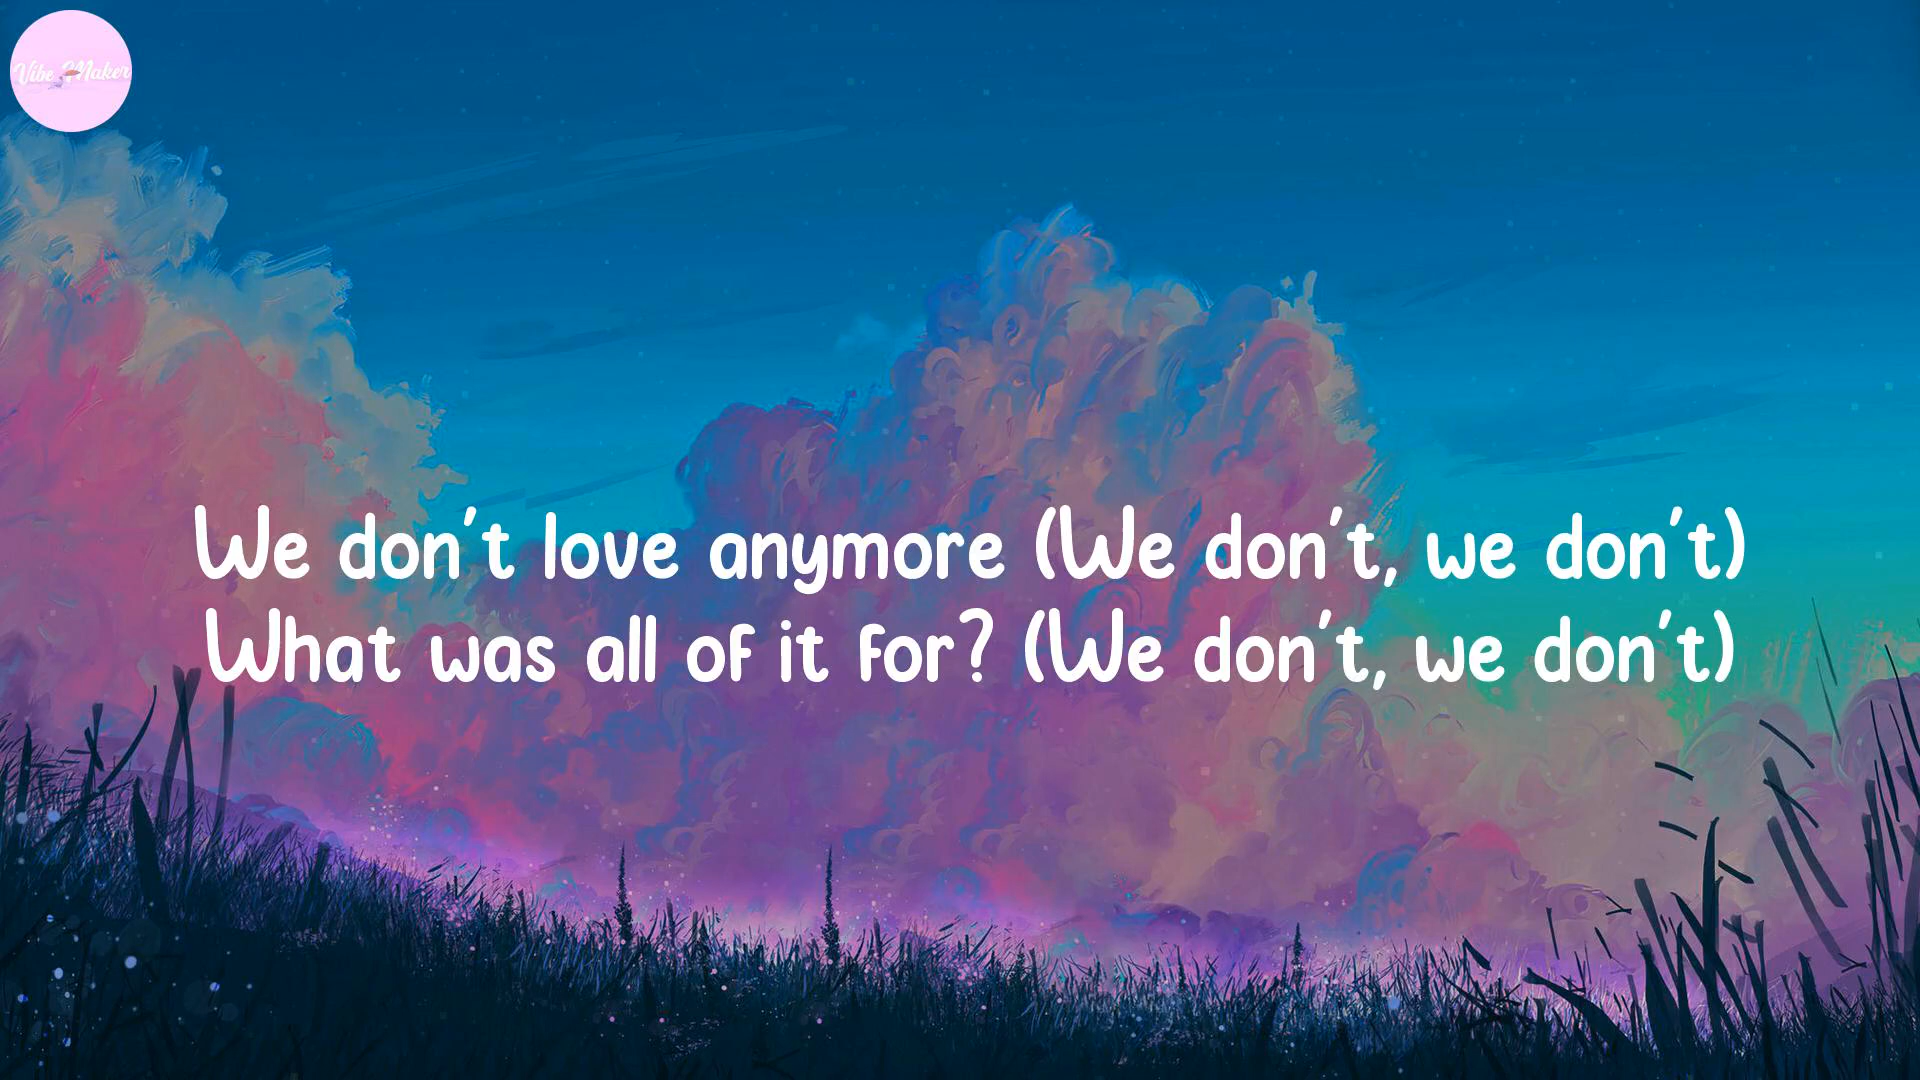 Vibe Maker
We don't love anymore (We don't, we don't)
What was all of it for? (We don't, we don't)